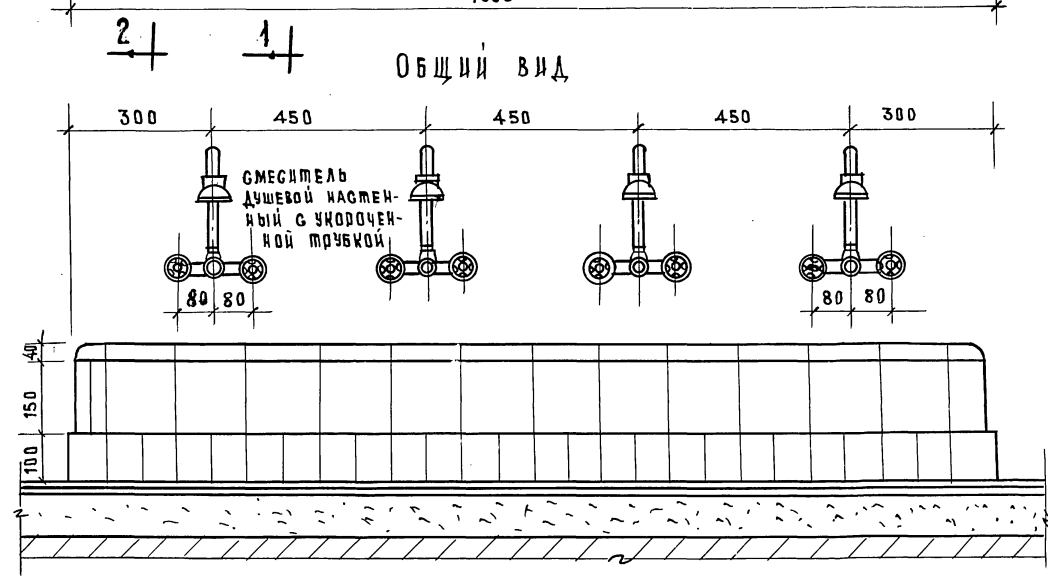 2 1
Общий вид
300 450 450 450 300
Смеситель
душевой настен-
ный с укорочен-
ной трубкой
80 80 80 80
40
150
100